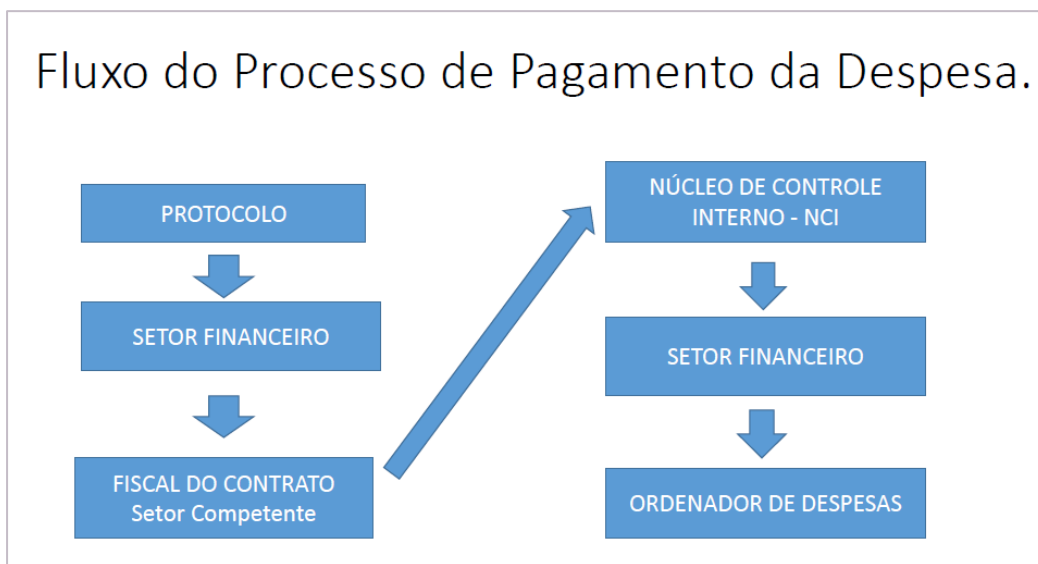 Fluxo do Processo de Pagamento da Despesa.
PROTOCOLO
SETOR FINANCEIRO
FISCAL DO CONTRATO
Setor Competente
NÚCLEO DE CONTROLE
INTERNO - NCI
SETOR FINANCEIRO
ORDENADOR DE DESPESAS